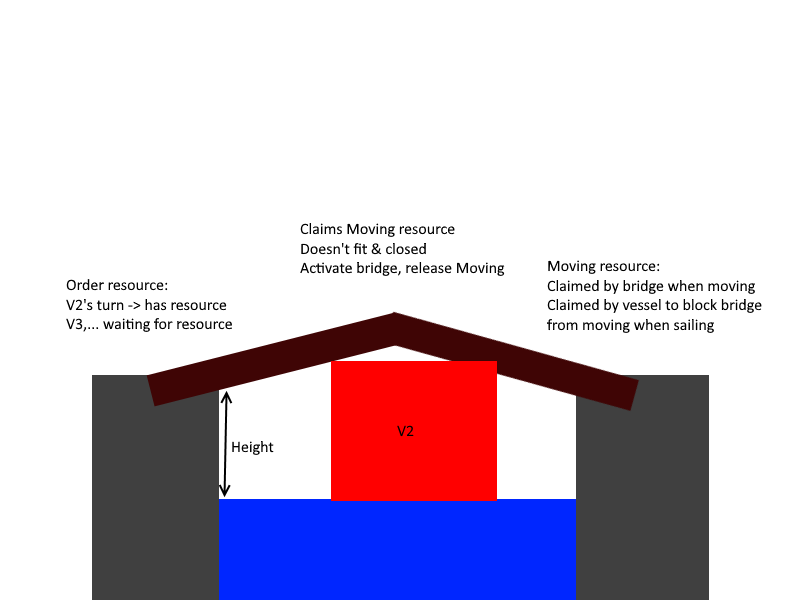 Claims Moving resource
Doesn't fit & closed
Activate bridge, release Moving
Order resource:
V2's turn -> has resource
V3,... waiting for resource
Moving resource:
Claimed by bridge when moving
Claimed by vessel to block bridge
from moving when sailing
V2
Height